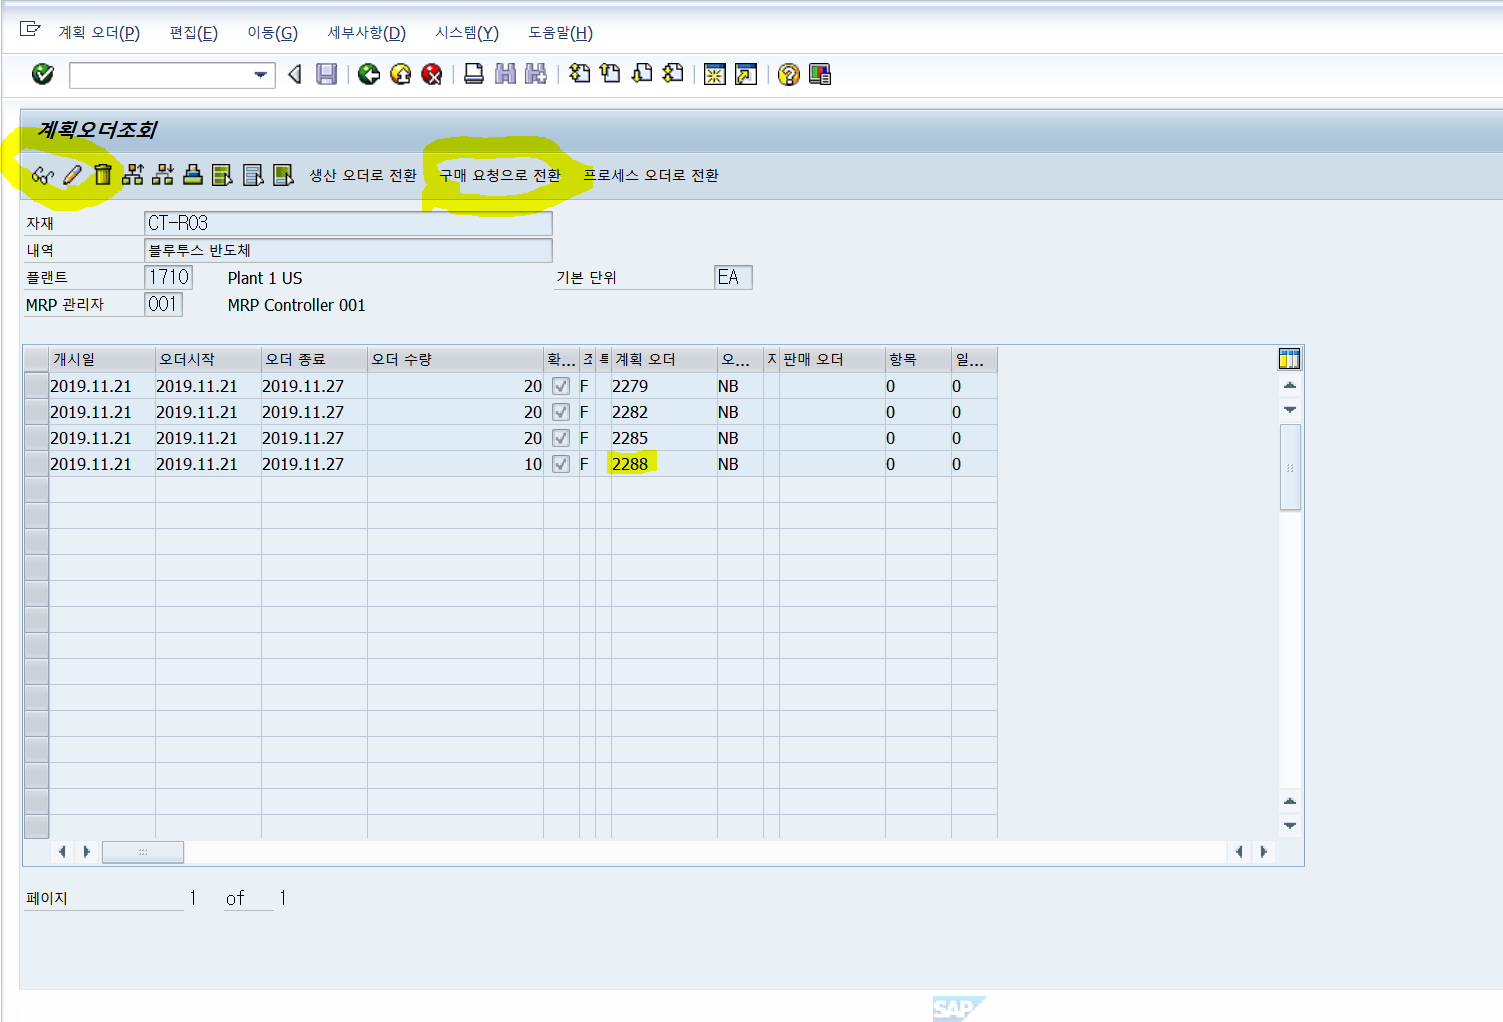 계획 오더(P) 편집(E) 이동(G) 세부사항(D) 시스템(Y) 도움말(H)
계획오더조회
생산 오더로 전환 구매 요청으로 전환 프로세스 오더로 전환
자재 CT-R03
내역 블루투스 반도체
플랜트 1710 Plant 1 US 기본 단위 EA
MRP 관리자 001 MRP Controller 001
개시일 오더시작 오더 종료 오더 수량 확... 조 특 계획 오더 오... 지 판매 오더 항목 일...
2019.11.21 2019.11.21 2019.11.27 20 F 2279 NB 0 0
2019.11.21 2019.11.21 2019.11.27 20 F 2282 NB 0 0
2019.11.21 2019.11.21 2019.11.27 20 F 2285 NB 0 0
2019.11.21 2019.11.21 2019.11.27 10 F 2288 NB 0 0
페이지 1 of 1
SAP